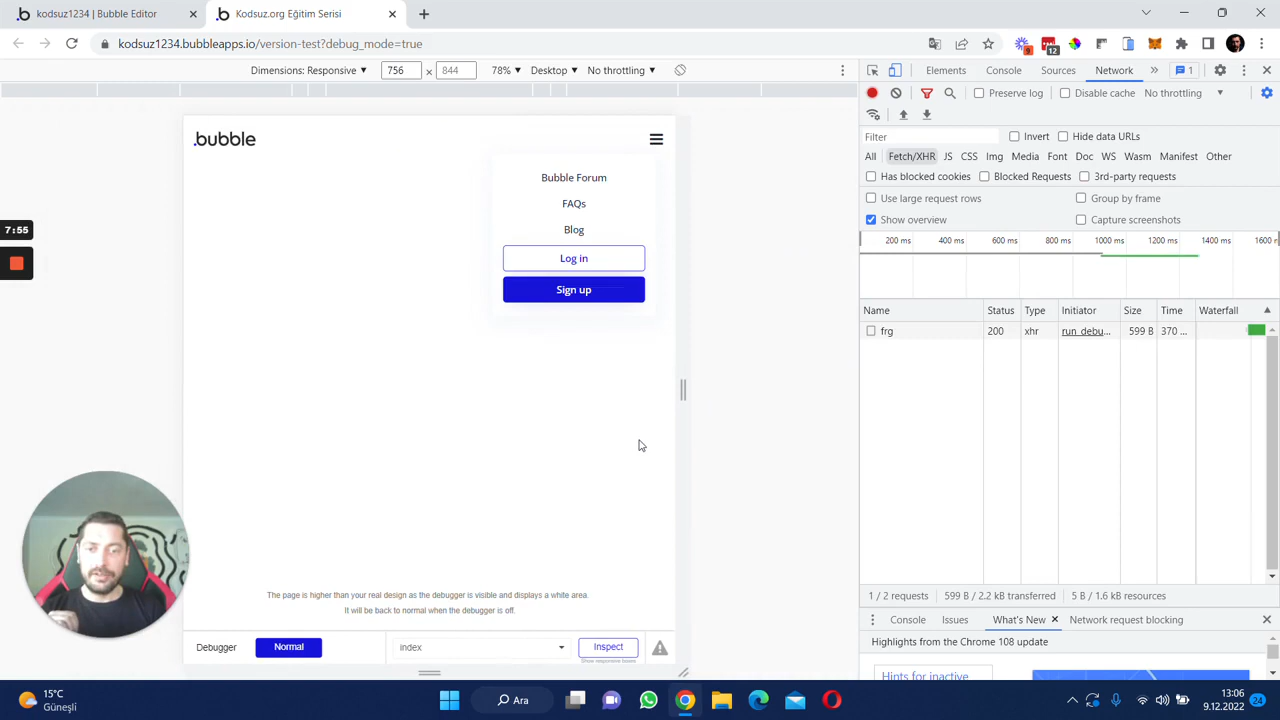 kodsuz1234 | Bubble Editor
Kodsuz.org Eğitim Serisi
kodsuz1234.bubbleapps.io/version-test?debug_mode=true
9
12
Dimensions: Responsive
756 × 844
78%
Desktop
No throttling
Elements
Console
Sources
Network
1
Preserve log
Disable cache
No throttling
Filter
Invert
Hide data URLs
All
Fetch/XHR
JS
CSS
Img
Media
Font
Doc
WS
Wasm
Manifest
Other
Has blocked cookies
Blocked Requests
3rd-party requests
Use large request rows
Group by frame
Show overview
Capture screenshots
200 ms
400 ms
600 ms
800 ms
1000 ms
1200 ms
1400 ms
1600 r
Name
Status
Type
Initiator
Size
Time
Waterfall
frg
200
xhr
run_debu...
599 B
370 ...
1 / 2 requests
599 B / 2.2 kB transferred
5 B / 1.6 kB resources
Console
Issues
What's New
Network request blocking
Highlights from the Chrome 108 update
Hints for inactive
.bubble
Bubble Forum
FAQs
Blog
Log in
Sign up
7:55
The page is higher than your real design as the debugger is visible and displays a white area.
It will be back to normal when the debugger is off.
Debugger
Normal
index
Inspect
Show responsive boxes
15°C
Güneşli
Ara
13:06
9.12.2022
24